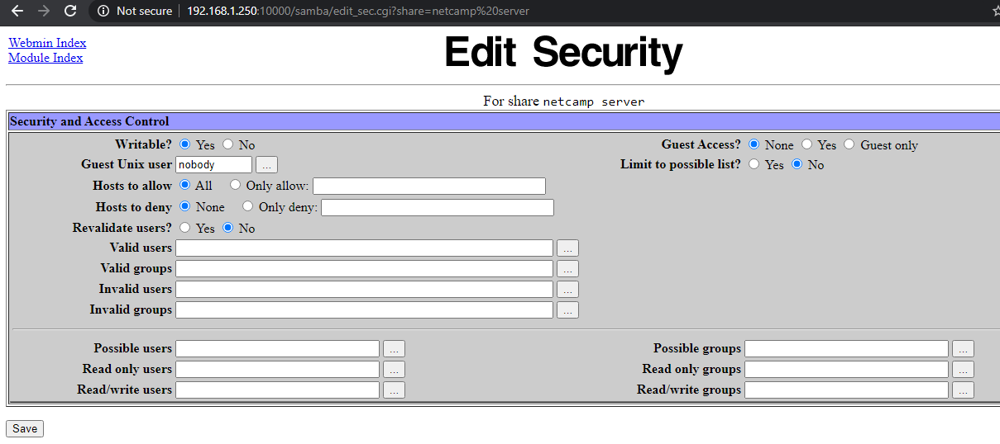 Not secure | 192.168.1.250:10000/samba/edit_sec.cgi?share=netcamp%20server
Webmin Index
Module Index
Edit Security
For share netcamp server
Security and Access Control
Writable? Yes No Guest Access? None Yes Guest only
Guest Unix user nobody ... Limit to possible list? Yes No
Hosts to allow All Only allow:
Hosts to deny None Only deny:
Revalidate users? Yes No
Valid users ...
Valid groups ...
Invalid users ...
Invalid groups ...
Possible users ... Possible groups ...
Read only users ... Read only groups ...
Read/write users ... Read/write groups ...
Save